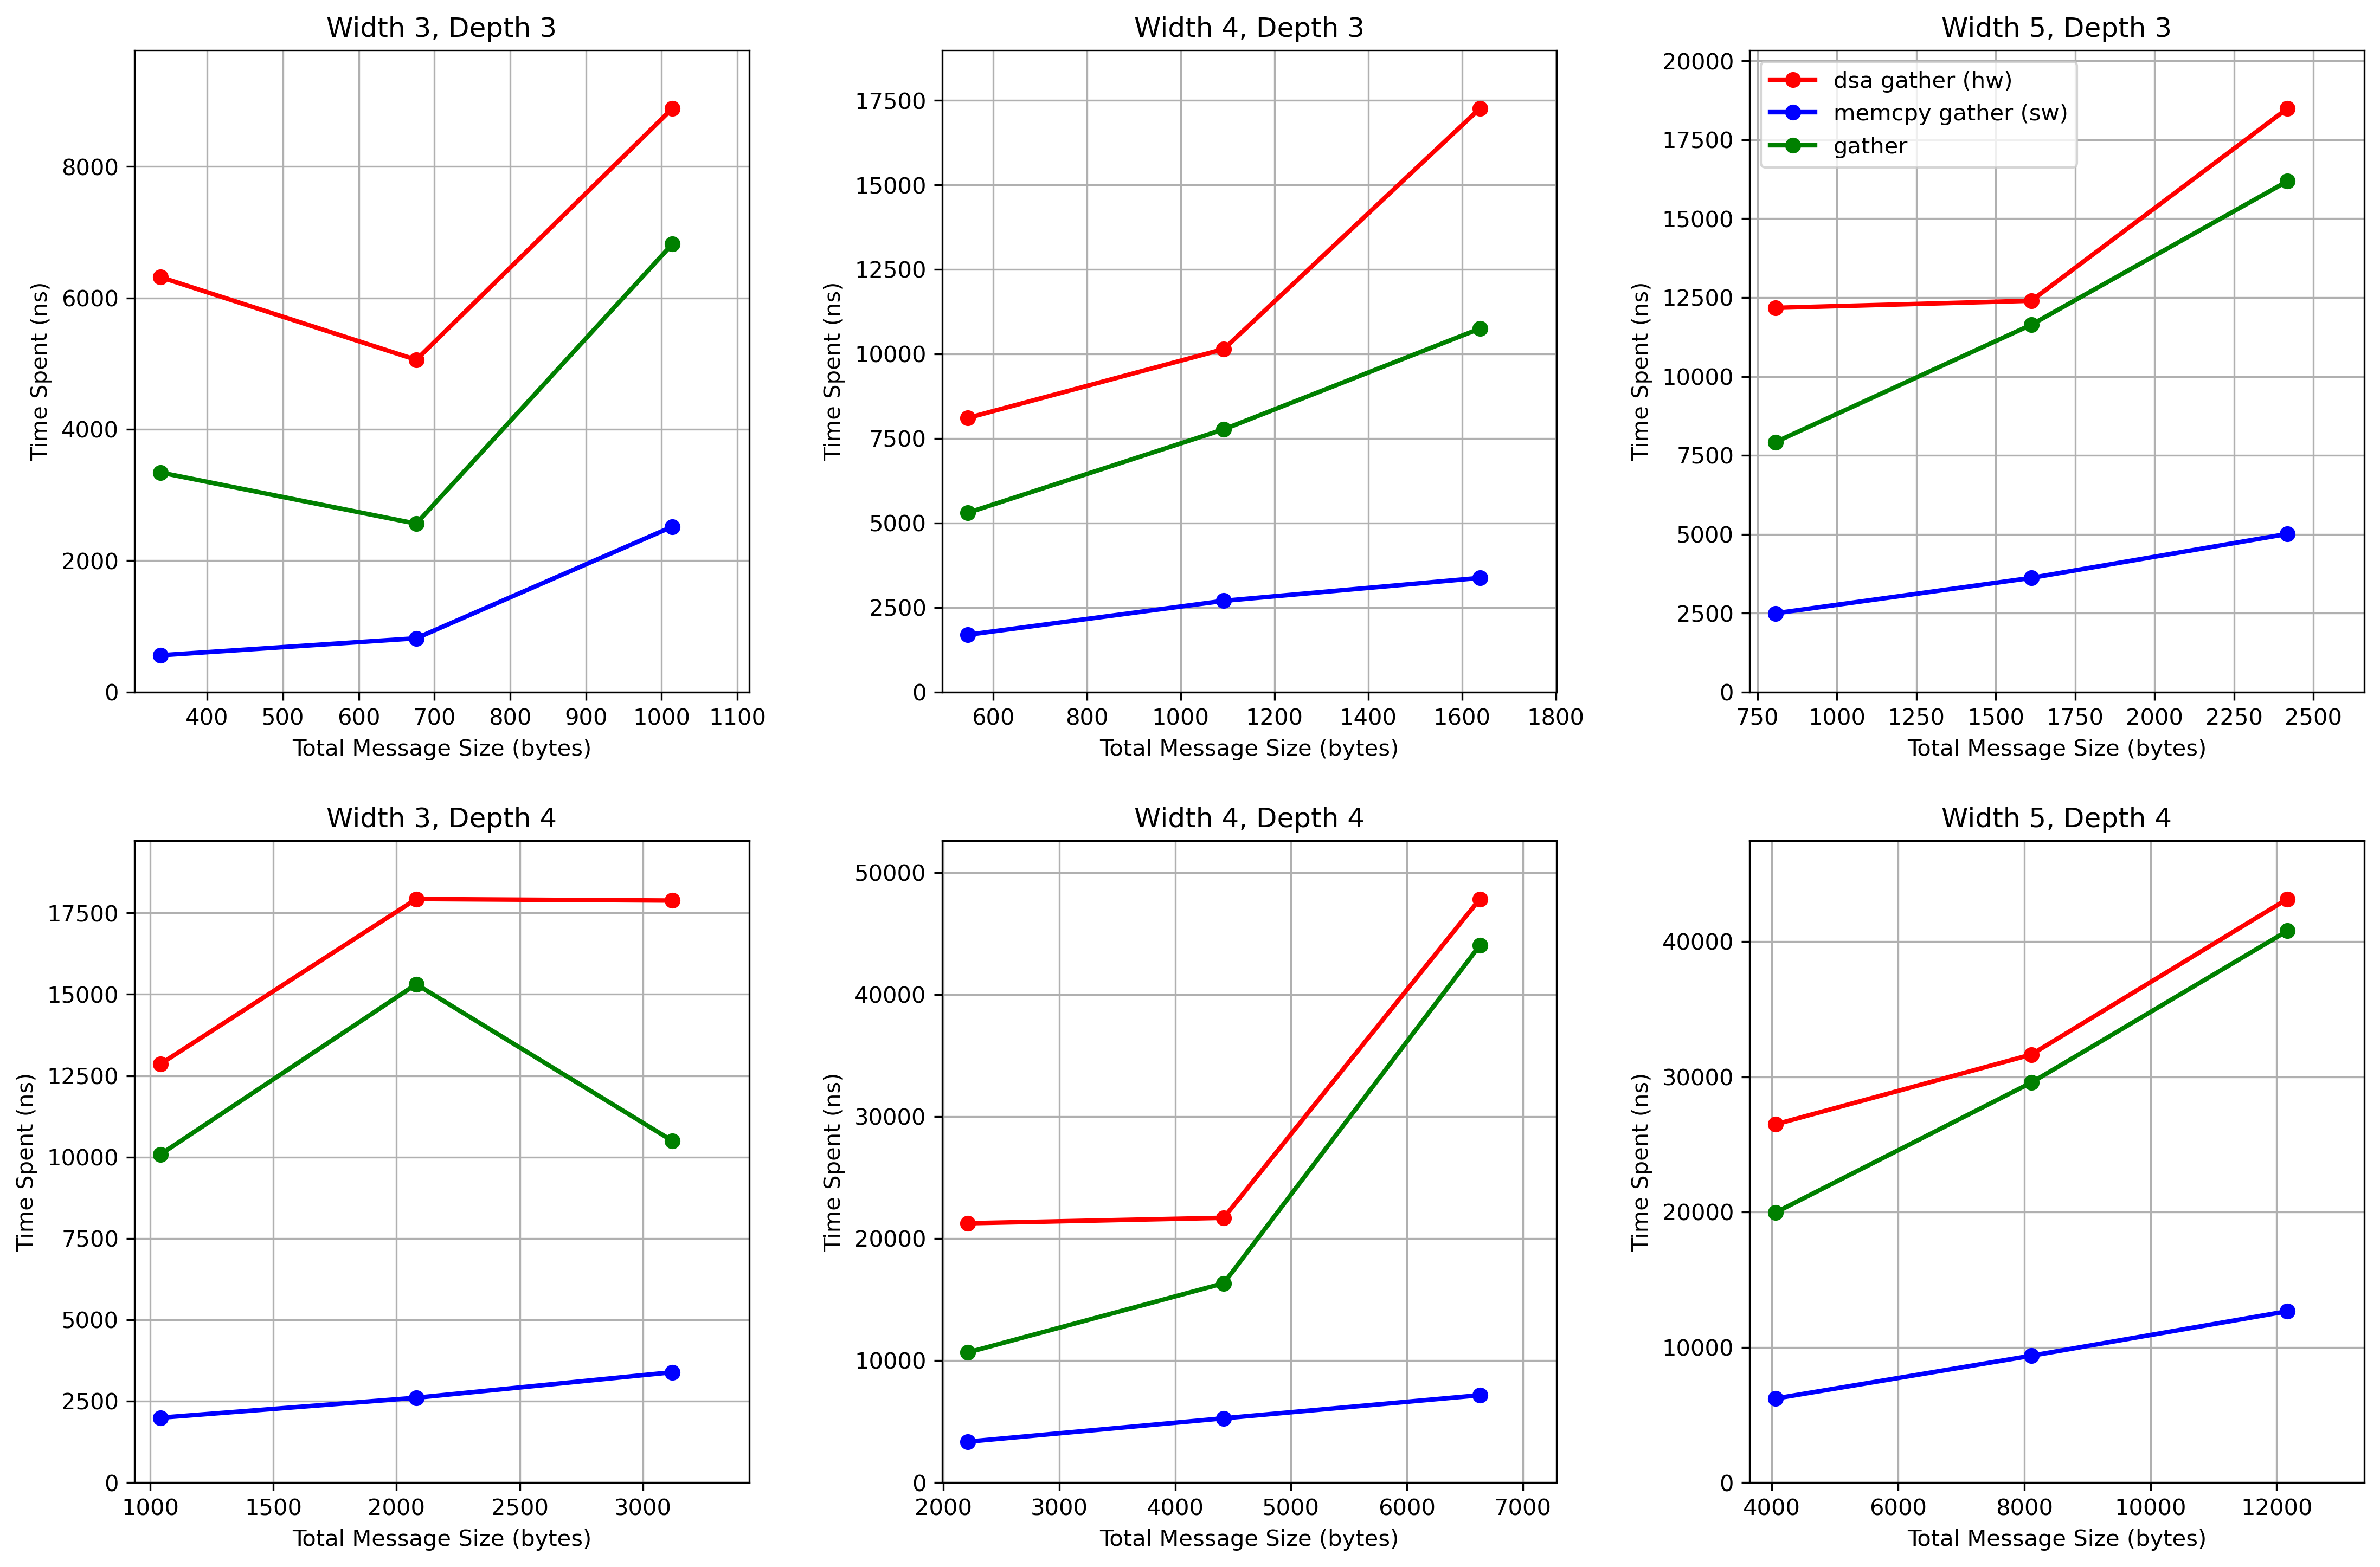 Width 3, Depth 3
8000
6000
4000
2000
0
Time Spent (ns)
400 500 600 700 800 900 1000 1100
Total Message Size (bytes)
Width 4, Depth 3
17500
15000
12500
10000
7500
5000
2500
0
Time Spent (ns)
600 800 1000 1200 1400 1600 1800
Total Message Size (bytes)
Width 5, Depth 3
dsa gather (hw)
memcpy gather (sw)
gather
20000
17500
15000
12500
10000
7500
5000
2500
0
Time Spent (ns)
750 1000 1250 1500 1750 2000 2250 2500
Total Message Size (bytes)
Width 3, Depth 4
17500
15000
12500
10000
7500
5000
2500
0
Time Spent (ns)
1000 1500 2000 2500 3000
Total Message Size (bytes)
Width 4, Depth 4
50000
40000
30000
20000
10000
0
Time Spent (ns)
2000 3000 4000 5000 6000 7000
Total Message Size (bytes)
Width 5, Depth 4
40000
30000
20000
10000
0
Time Spent (ns)
4000 6000 8000 10000 12000
Total Message Size (bytes)